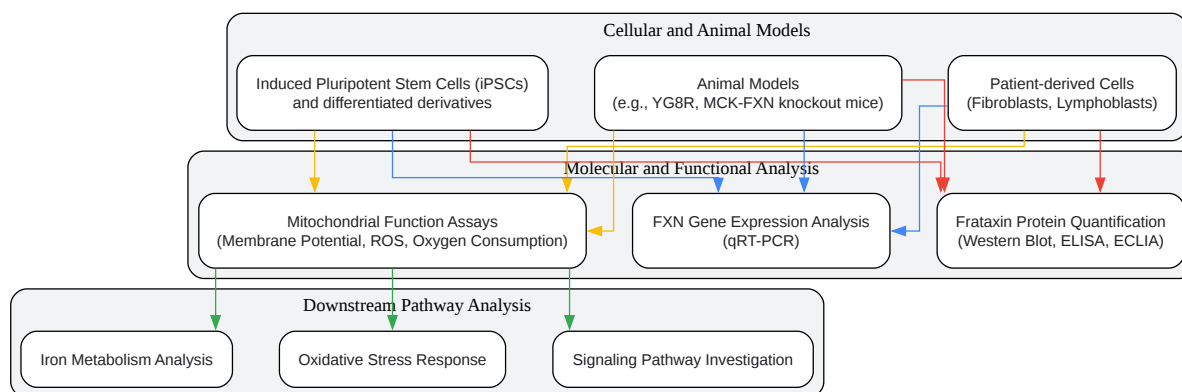 Cellular and Animal Models
Induced Pluripotent Stem Cells (iPSCs)
and differentiated derivatives
Animal Models
(e.g., YG8R, MCK-FXN knockout mice)
Patient-derived Cells
(Fibroblasts, Lymphoblasts)
Molecular and Functional Analysis
Mitochondrial Function Assays
(Membrane Potential, ROS, Oxygen Consumption)
FXN Gene Expression Analysis
(qRT-PCR)
Frataxin Protein Quantification
(Western Blot, ELISA, ECLIA)
Downstream Pathway Analysis
Iron Metabolism Analysis
Oxidative Stress Response
Signaling Pathway Investigation